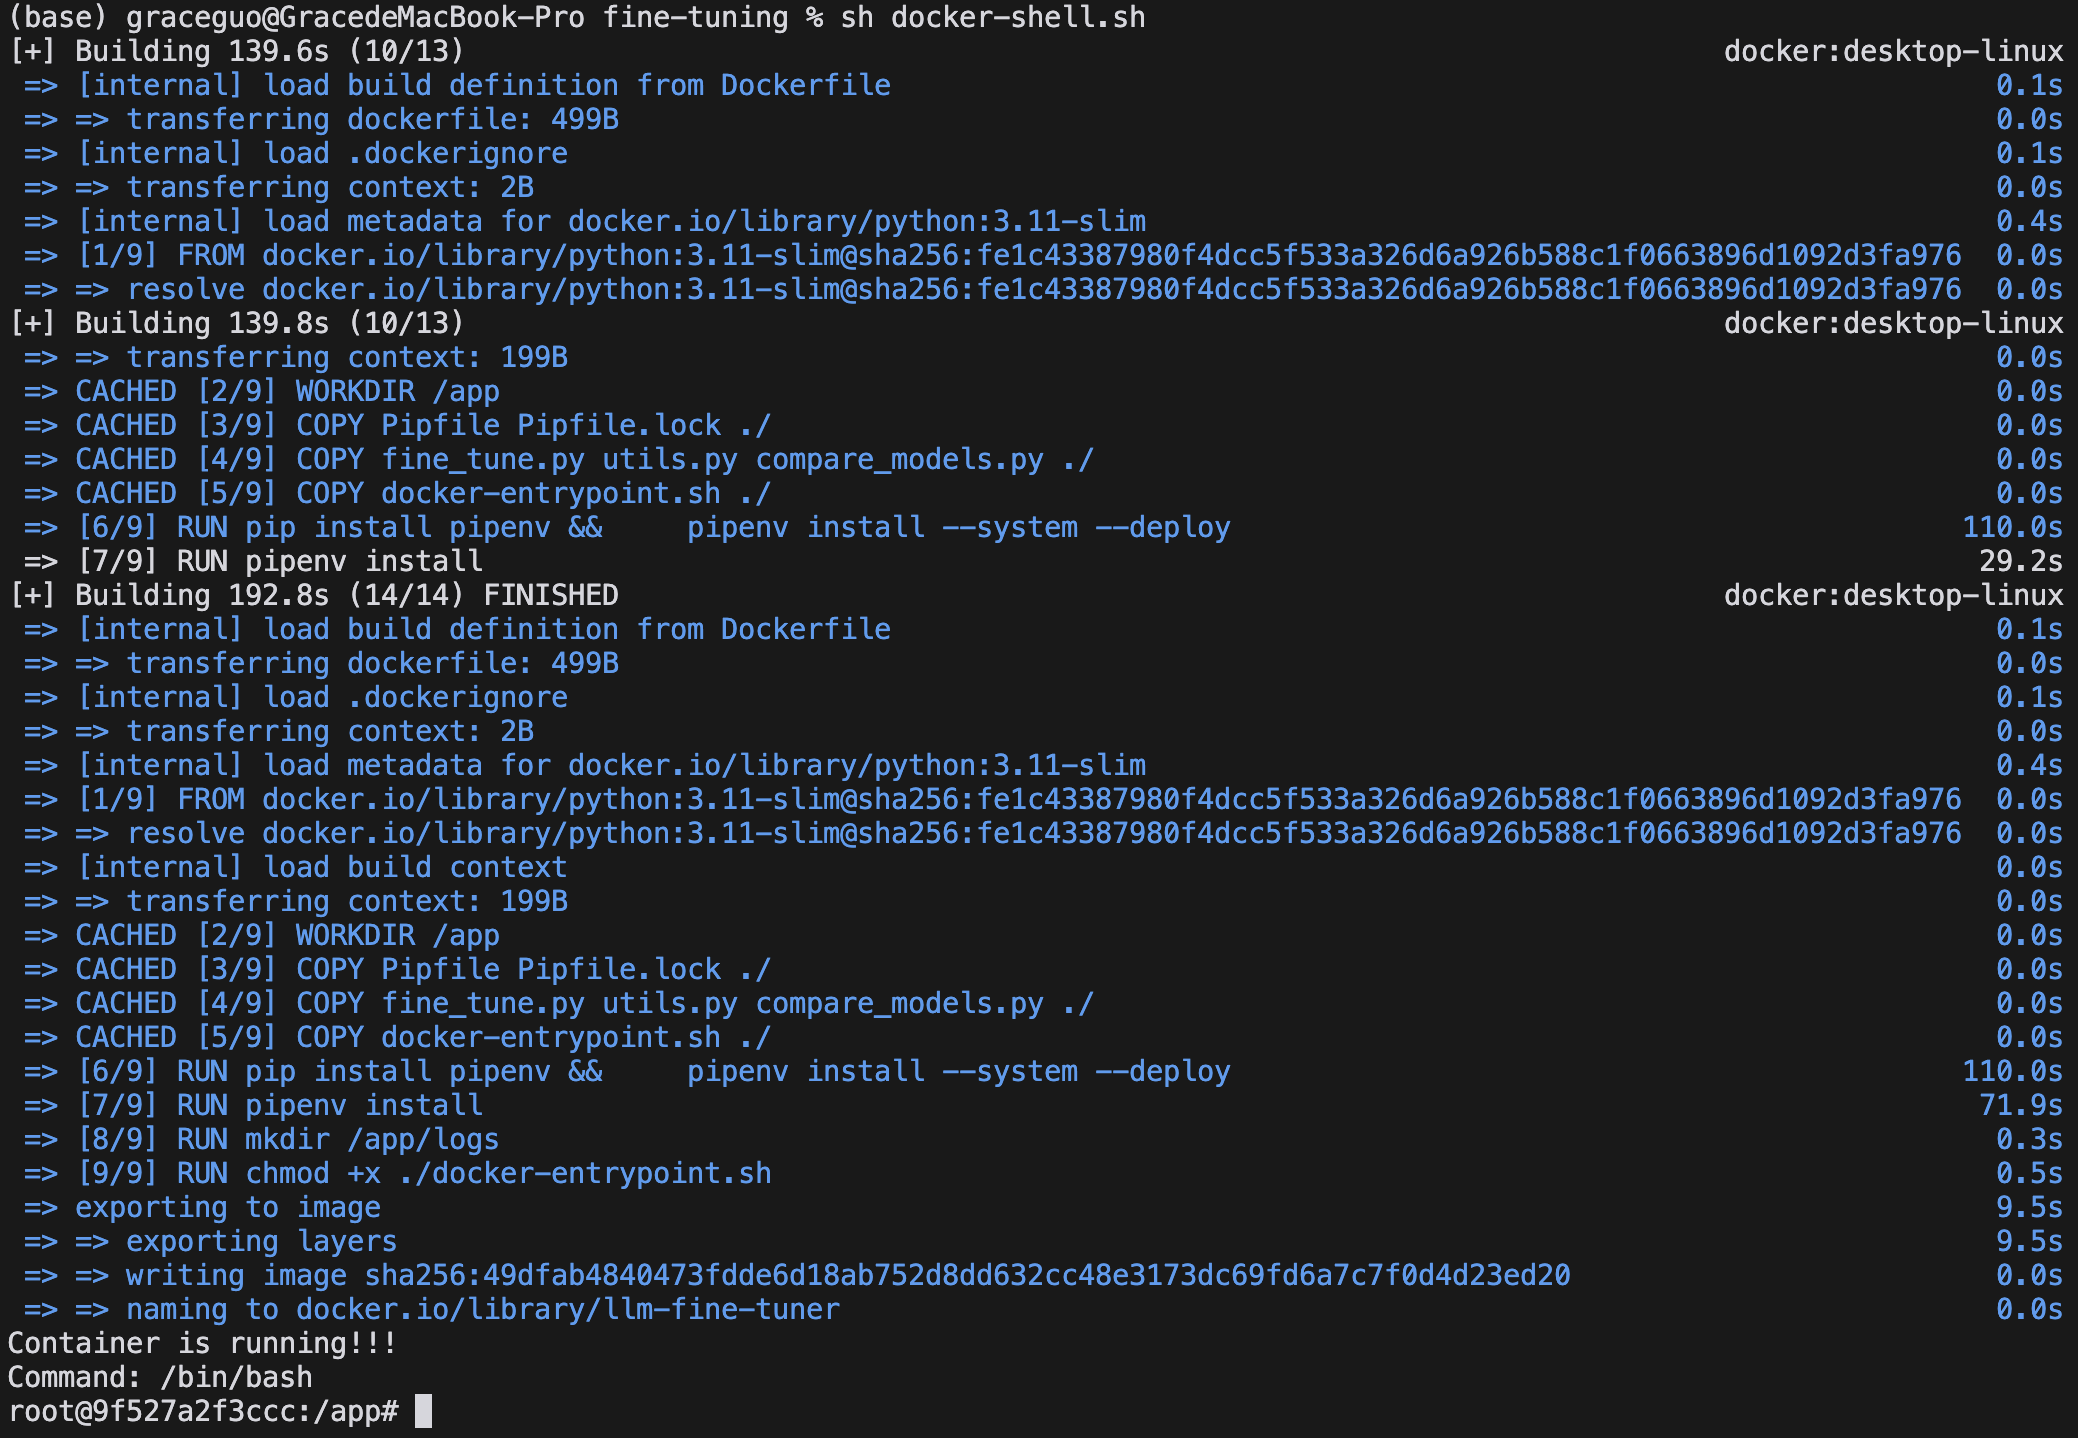 (base) graceguo@GracedeMacBook-Pro fine-tuning % sh docker-shell.sh
[+] Building 139.6s (10/13) docker:desktop-linux
=> [internal] load build definition from Dockerfile 0.1s
=> => transferring dockerfile: 499B 0.0s
=> [internal] load .dockerignore 0.1s
=> => transferring context: 2B 0.0s
=> [internal] load metadata for docker.io/library/python:3.11-slim 0.4s
=> [1/9] FROM docker.io/library/python:3.11-slim@sha256:fe1c43387980f4dcc5f533a326d6a926b588c1f0663896d1092d3fa976 0.0s
=> => resolve docker.io/library/python:3.11-slim@sha256:fe1c43387980f4dcc5f533a326d6a926b588c1f0663896d1092d3fa976 0.0s
[+] Building 139.8s (10/13) docker:desktop-linux
=> => transferring context: 199B 0.0s
=> CACHED [2/9] WORKDIR /app 0.0s
=> CACHED [3/9] COPY Pipfile Pipfile.lock ./ 0.0s
=> CACHED [4/9] COPY fine_tune.py utils.py compare_models.py ./ 0.0s
=> CACHED [5/9] COPY docker-entrypoint.sh ./ 0.0s
=> [6/9] RUN pip install pipenv &&     pipenv install --system --deploy 110.0s
=> [7/9] RUN pipenv install 29.2s
[+] Building 192.8s (14/14) FINISHED docker:desktop-linux
=> [internal] load build definition from Dockerfile 0.1s
=> => transferring dockerfile: 499B 0.0s
=> [internal] load .dockerignore 0.1s
=> => transferring context: 2B 0.0s
=> [internal] load metadata for docker.io/library/python:3.11-slim 0.4s
=> [1/9] FROM docker.io/library/python:3.11-slim@sha256:fe1c43387980f4dcc5f533a326d6a926b588c1f0663896d1092d3fa976 0.0s
=> => resolve docker.io/library/python:3.11-slim@sha256:fe1c43387980f4dcc5f533a326d6a926b588c1f0663896d1092d3fa976 0.0s
=> [internal] load build context 0.0s
=> => transferring context: 199B 0.0s
=> CACHED [2/9] WORKDIR /app 0.0s
=> CACHED [3/9] COPY Pipfile Pipfile.lock ./ 0.0s
=> CACHED [4/9] COPY fine_tune.py utils.py compare_models.py ./ 0.0s
=> CACHED [5/9] COPY docker-entrypoint.sh ./ 0.0s
=> [6/9] RUN pip install pipenv &&     pipenv install --system --deploy 110.0s
=> [7/9] RUN pipenv install 71.9s
=> [8/9] RUN mkdir /app/logs 0.3s
=> [9/9] RUN chmod +x ./docker-entrypoint.sh 0.5s
=> exporting to image 9.5s
=> => exporting layers 9.5s
=> => writing image sha256:49dfab4840473fdde6d18ab752d8dd632cc48e3173dc69fd6a7c7f0d4d23ed20 0.0s
=> => naming to docker.io/library/llm-fine-tuner 0.0s
Container is running!!!
Command: /bin/bash
root@9f527a2f3ccc:/app#